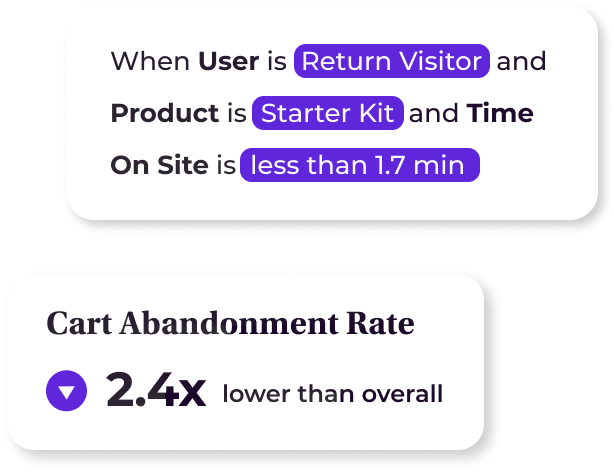 When User is Return Visitor and
Product is Starter Kit and Time
On Site is less than 1.7 min
Cart Abandonment Rate
2.4x lower than overall